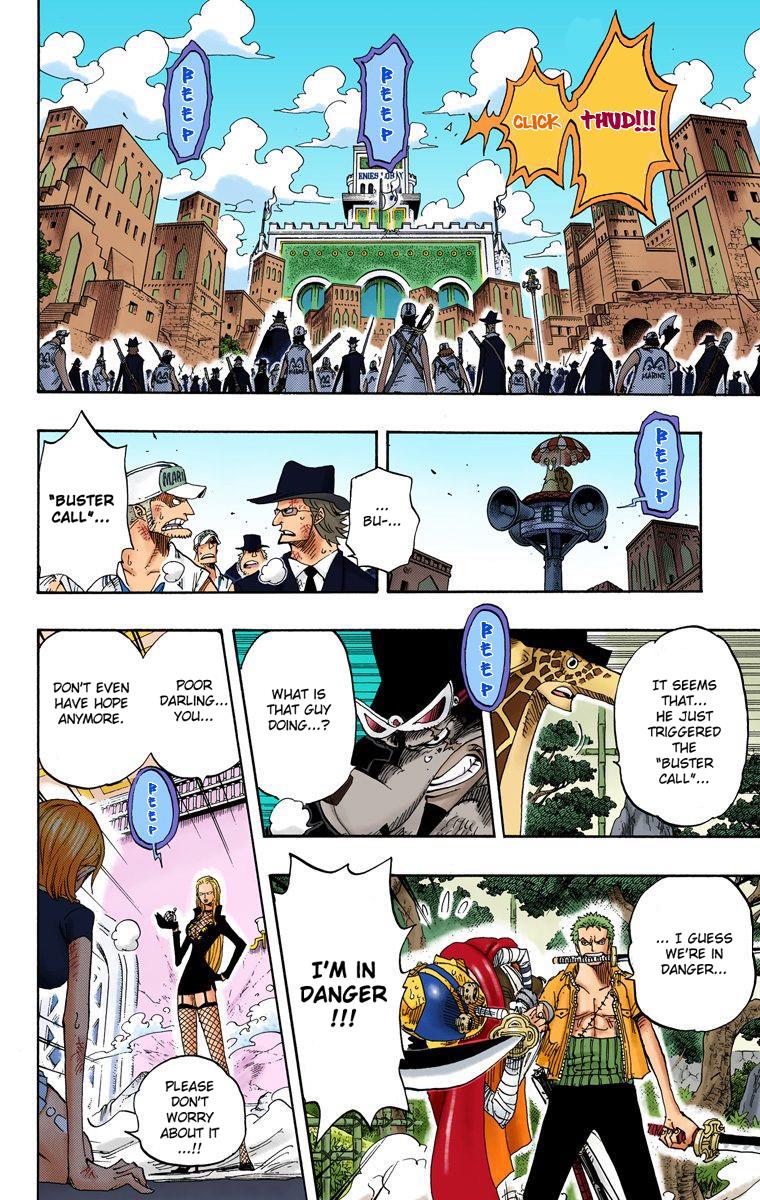 BEEP
BEEP
CLICK
THUD!!!
ENIES LOBBY
MARINE
BEEP
...
BU-...
MARINE
"BUSTER
CALL"...
IT SEEMS
THAT...
HE JUST
TRIGGERED
THE
"BUSTER
CALL"...
BEEP
WHAT IS
THAT GUY
DOING...?
POOR
DARLING...
YOU...
DON'T EVEN
HAVE HOPE
ANYMORE.
BEEP
PLEASE
DON'T
WORRY
ABOUT IT
...!!
... I GUESS
WE'RE IN
DANGER...
I'M IN
DANGER
!!!